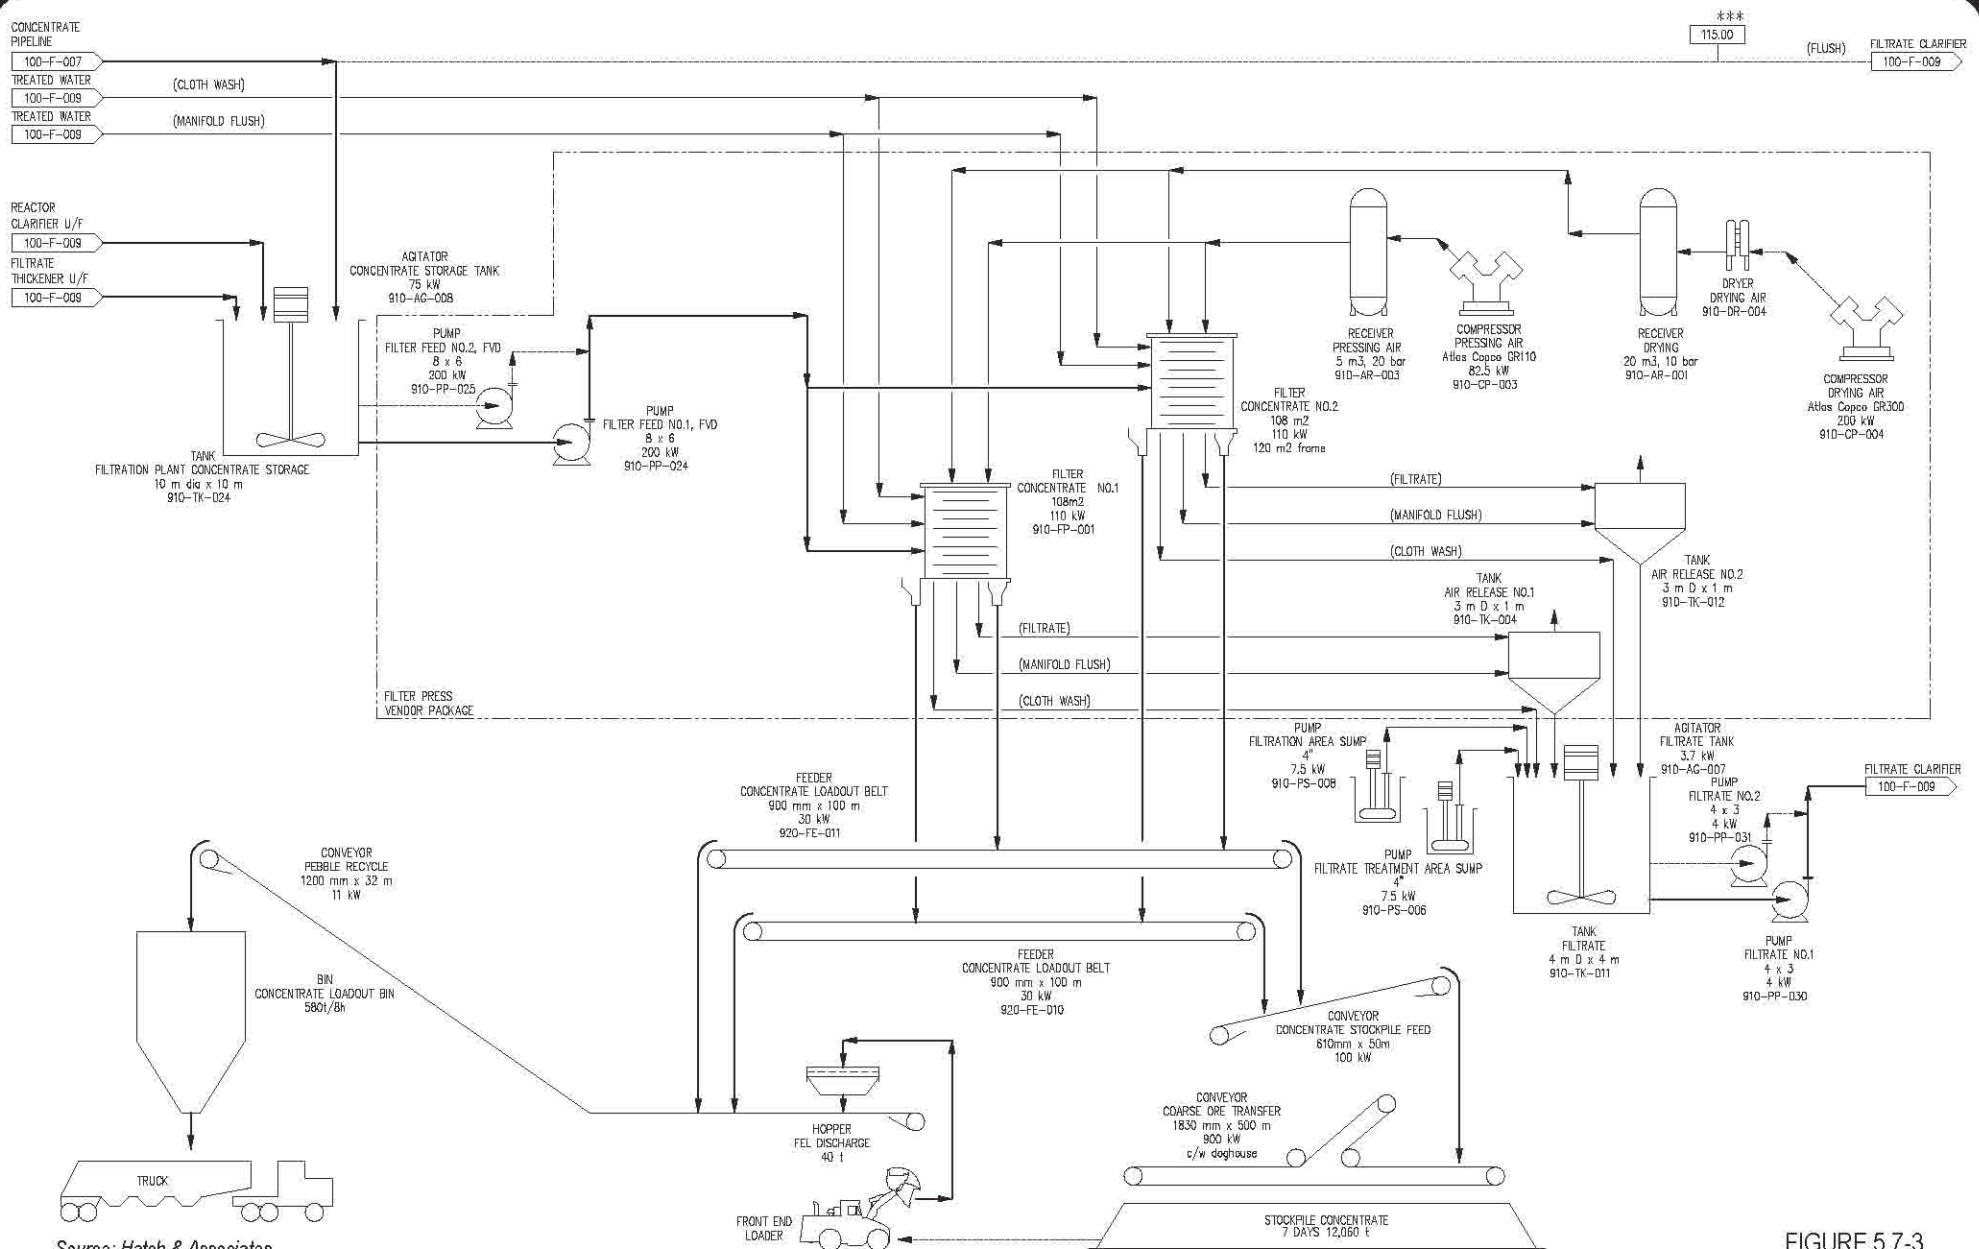 CONCENTRATE
PIPELINE
100-F-007
TREATED WATER
100-F-009
TREATED WATER
100-F-009
(CLOTH WASH)
(MANIFOLD FLUSH)
***
115.00
(FLUSH)
FILTRATE CLARIFIER
100-F-009
REACTOR
CLARIFIER U/F
100-F-009
FILTRATE
THICKENER U/F
100-F-009
AGITATOR
CONCENTRATE STORAGE TANK
75 kW
910-AG-008
PUMP
FILTER FEED NO.2, FVD
8 x 6
200 kW
910-PP-025
PUMP
FILTER FEED NO.1, FVD
8 x 6
200 kW
910-PP-024
TANK
FILTRATION PLANT CONCENTRATE STORAGE
10 m dia x 10 m
910-TK-024
RECEIVER
PRESSING AIR
5 m3, 20 bar
910-AR-003
COMPRESSOR
PRESSING AIR
Atlas Copco GR110
82.5 kW
910-CP-003
RECEIVER
DRYING
20 m3, 10 bar
910-AR-001
DRYER
DRYING AIR
910-DR-004
COMPRESSOR
DRYING AIR
Atlas Copco GR300
200 kW
910-CP-004
FILTER
CONCENTRATE NO.2
108 m2
110 kW
120 m2 frame
FILTER
CONCENTRATE NO.1
108m2
110 kW
910-FP-001
(FILTRATE)
(MANIFOLD FLUSH)
(CLOTH WASH)
TANK
AIR RELEASE NO.2
3 m D x 1 m
910-TK-012
TANK
AIR RELEASE NO.1
3 m D x 1 m
910-TK-004
(FILTRATE)
(MANIFOLD FLUSH)
(CLOTH WASH)
FILTER PRESS
VENDOR PACKAGE
PUMP
FILTRATION AREA SUMP
4"
7.5 kW
910-PS-008
AGITATOR
FILTRATE TANK
3.7 kW
910-AG-007
PUMP
FILTRATE NO.2
4 x 3
4 kW
910-PP-031
FILTRATE CLARIFIER
100-F-009
FEEDER
CONCENTRATE LOADOUT BELT
900 mm x 100 m
30 kW
920-FE-011
CONVEYOR
PEBBLE RECYCLE
1200 mm x 32 m
11 kW
PUMP
FILTRATE TREATMENT AREA SUMP
4"
7.5 kW
910-PS-006
TANK
FILTRATE
4 m D x 4 m
910-TK-011
PUMP
FILTRATE NO.1
4 x 3
4 kW
910-PP-030
BIN
CONCENTRATE LOADOUT BIN
580t/8h
FEEDER
CONCENTRATE LOADOUT BELT
900 mm x 100 m
30 kW
920-FE-010
CONVEYOR
CONCENTRATE STOCKPILE FEED
610mm x 50m
100 kW
HOPPER
FEL DISCHARGE
40 t
CONVEYOR
COARSE ORE TRANSFER
1830 mm x 500 m
900 kW
c/w doghouse
TRUCK
FRONT END
LOADER
STOCKPILE CONCENTRATE
7 DAYS 12,060 t
Source: Hatch & Associates
FIGURE 5.7-3